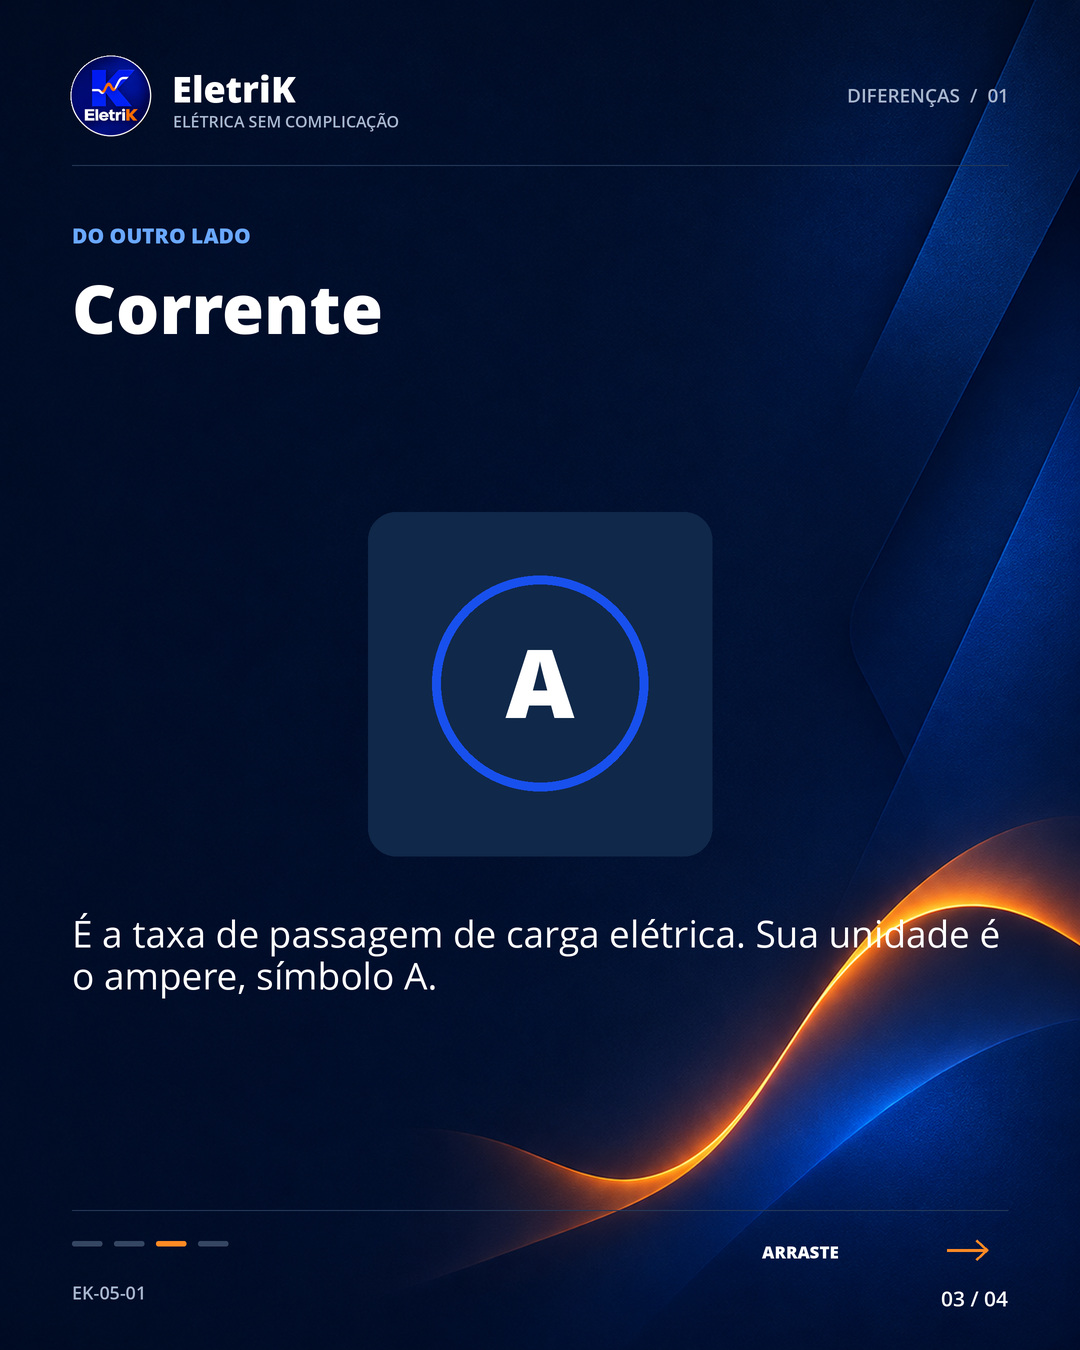 K
EletriK
EletriK
ELÉTRICA SEM COMPLICAÇÃO
DIFERENÇAS / 01
DO OUTRO LADO
Corrente
A
É a taxa de passagem de carga elétrica. Sua unidade é
o ampere, símbolo A.
ARRASTE
EK-05-01
03 / 04